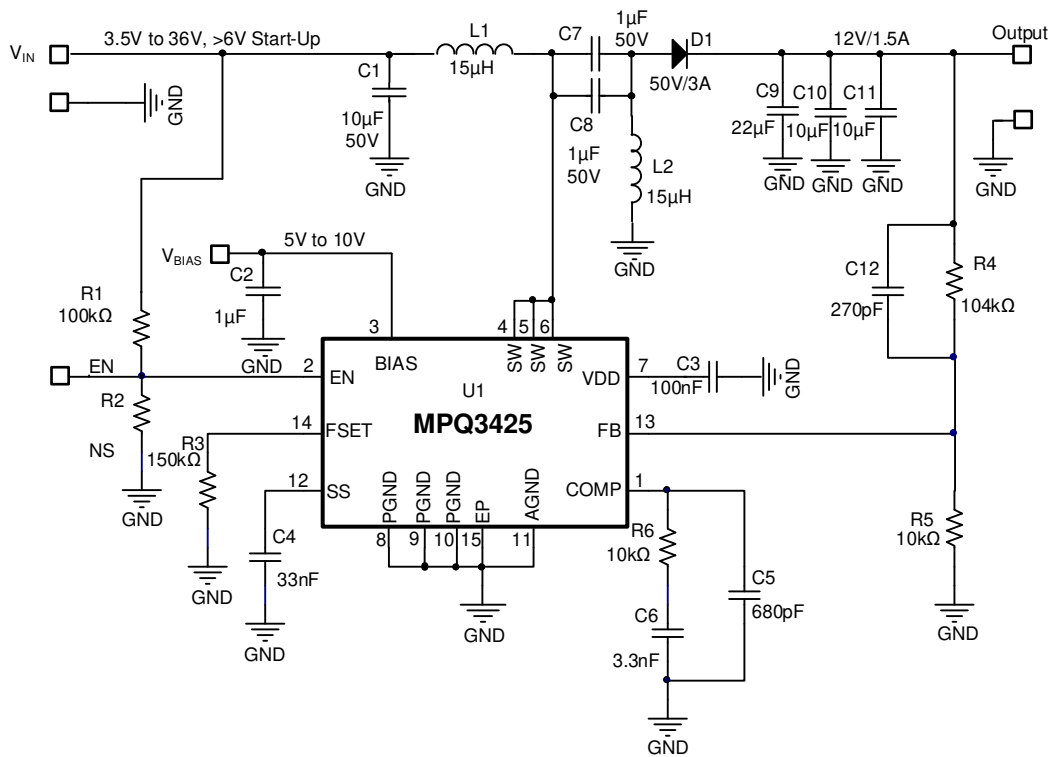 V_IN
3.5V to 36V, >6V Start-Up
GND
C1
10µF
50V
GND
L1
15µH
C7
1µF
50V
D1
50V/3A
C8
1µF
50V
L2
15µH
GND
12V/1.5A
Output
C9
22µF
GND
C10
10µF
GND
C11
10µF
GND
GND
V_BIAS
5V to 10V
C2
1µF
GND
R1
100kΩ
EN
R2
NS
GND
C12
270pF
R4
104kΩ
3
4
5
6
BIAS
SW
SW
SW
2
EN
U1
MPQ3425
VDD
7
C3
100nF
GND
14
FSET
R3
150kΩ
GND
FB
13
12
SS
C4
33nF
GND
COMP
1
PGND
PGND
PGND
EP
AGND
8
9
10
15
11
GND
R6
10kΩ
C6
3.3nF
C5
680pF
GND
R5
10kΩ
GND